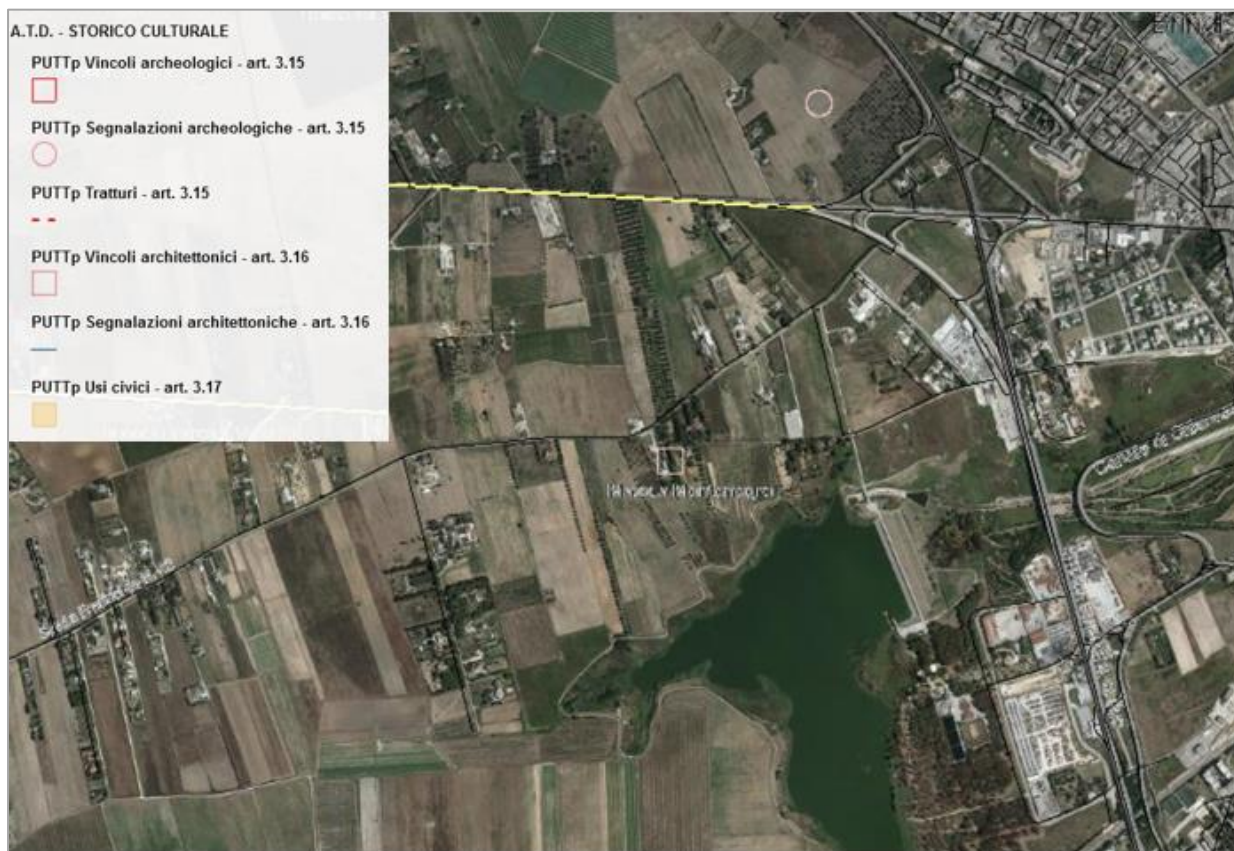 A.T.D. - STORICO CULTURALE
PUTTp Vincoli archeologici - art. 3.15
PUTTp Segnalazioni archeologiche - art. 3.15
PUTTp Tratturi - art. 3.15
PUTTp Vincoli architettonici - art. 3.16
PUTTp Segnalazioni architettoniche - art. 3.16
PUTTp Usi civici - art. 3.17